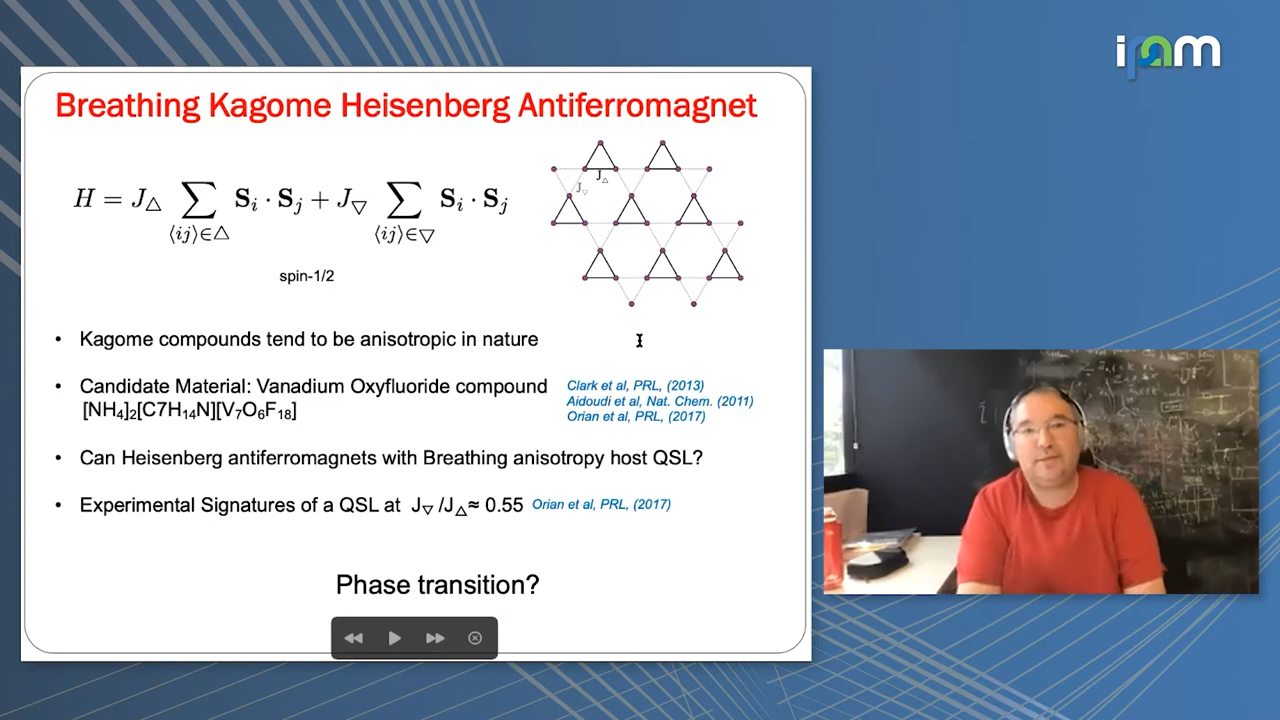 ipam
Breathing Kagome Heisenberg Antiferromagnet
H = J△ ∑ Sᵢ · Sⱼ + J▽ ∑ Sᵢ · Sⱼ
⟨ij⟩∈△ ⟨ij⟩∈▽
J△
J▽
spin-1/2
• Kagome compounds tend to be anisotropic in nature
• Candidate Material: Vanadium Oxyfluoride compound
[NH₄]₂[C7H₁₄N][V₇O₆F₁₈]
Clark et al, PRL, (2013)
Aidoudi et al, Nat. Chem. (2011)
Orian et al, PRL, (2017)
• Can Heisenberg antiferromagnets with Breathing anisotropy host QSL?
• Experimental Signatures of a QSL at J▽ /J△≈ 0.55 Orian et al, PRL, (2017)
Phase transition?